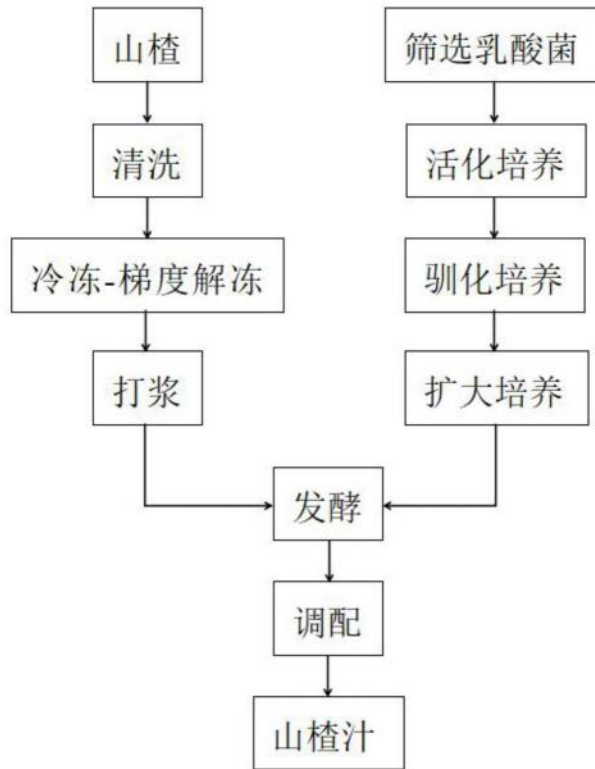 山楂
清洗
冷冻-梯度解冻
打浆
筛选乳酸菌
活化培养
驯化培养
扩大培养
发酵
调配
山楂汁